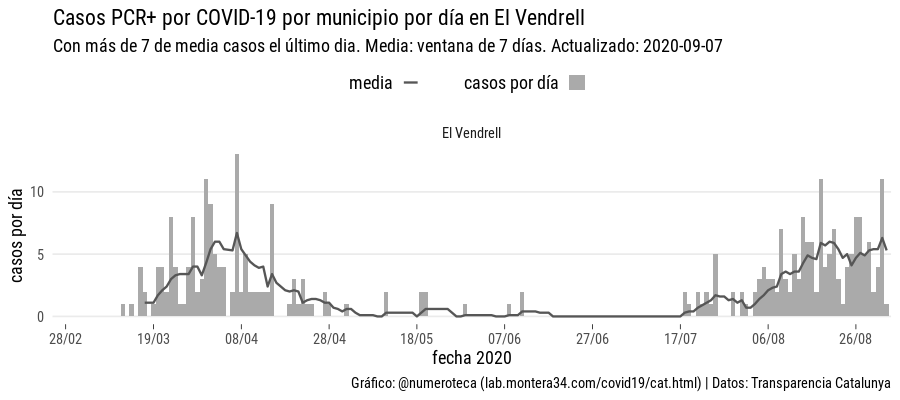 Casos PCR+ por COVID-19 por municipio por día en El Vendrell
Con más de 7 de media casos el último dia. Media: ventana de 7 días. Actualizado: 2020-09-07
media casos por día
El Vendrell
casos por día
10
5
0
28/02 19/03 08/04 28/04 18/05 07/06 27/06 17/07 06/08 26/08
fecha 2020
Gráfico: @numeroteca (lab.montera34.com/covid19/cat.html) | Datos: Transparencia Catalunya